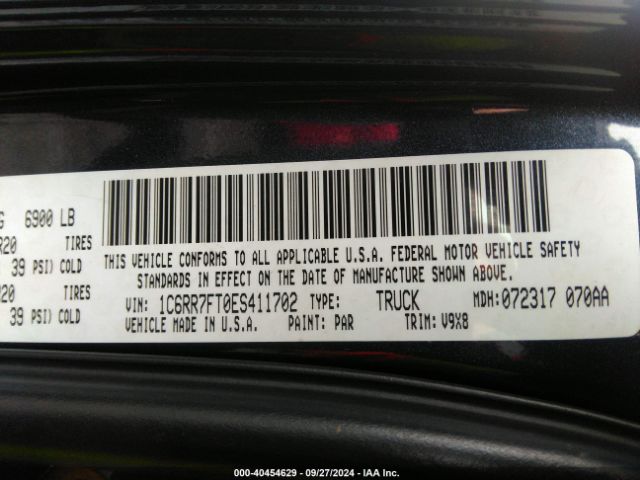 G 6900 LB
R20 TIRES
39 PSI) COLD
R20 TIRES
39 PSI) COLD
THIS VEHICLE CONFORMS TO ALL APPLICABLE U.S.A. FEDERAL MOTOR VEHICLE SAFETY
STANDARDS IN EFFECT ON THE DATE OF MANUFACTURE SHOWN ABOVE.
VIN: 1C6RR7FT0ES411702 TYPE: TRUCK MDH: 072317 070AA
VEHICLE MADE IN U.S.A. PAINT: PAR TRIM: V9X8
000-40454629 - 09/27/2024 - IAA Inc.